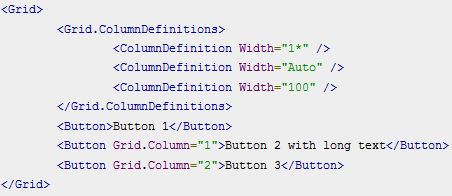 <Grid>
<Grid.ColumnDefinitions>
<ColumnDefinition Width="1*" />
<ColumnDefinition Width="Auto" />
<ColumnDefinition Width="100" />
</Grid.ColumnDefinitions>
<Button>Button 1</Button>
<Button Grid.Column="1">Button 2 with long text</Button>
<Button Grid.Column="2">Button 3</Button>
</Grid>